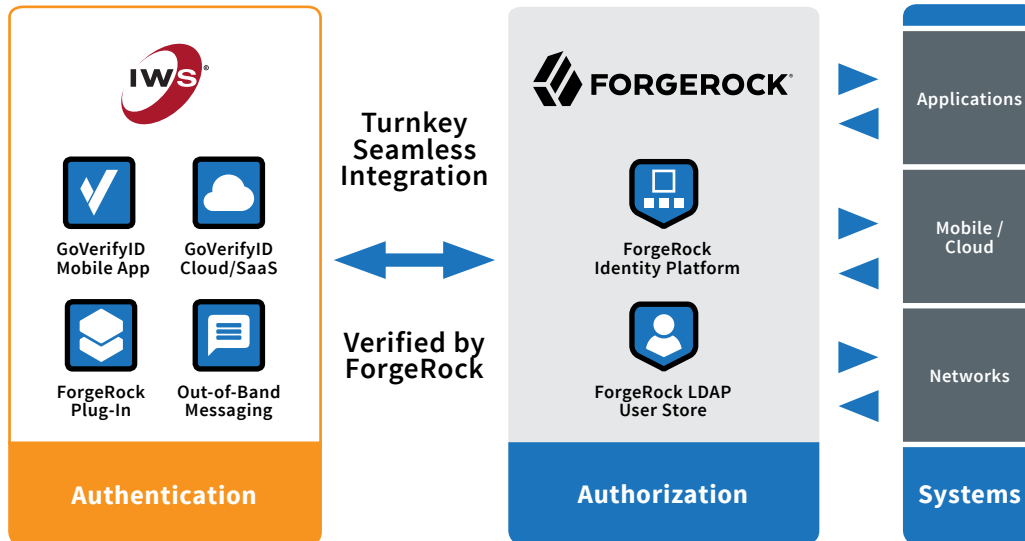 IWS®
GoVerifyID
Mobile App
GoVerifyID
Cloud/SaaS
ForgeRock
Plug-In
Out-of-Band
Messaging
Authentication
Turnkey
Seamless
Integration
Verified by
ForgeRock
FORGEROCK®
ForgeRock
Identity Platform
ForgeRock LDAP
User Store
Authorization
Applications
Mobile /
Cloud
Networks
Systems